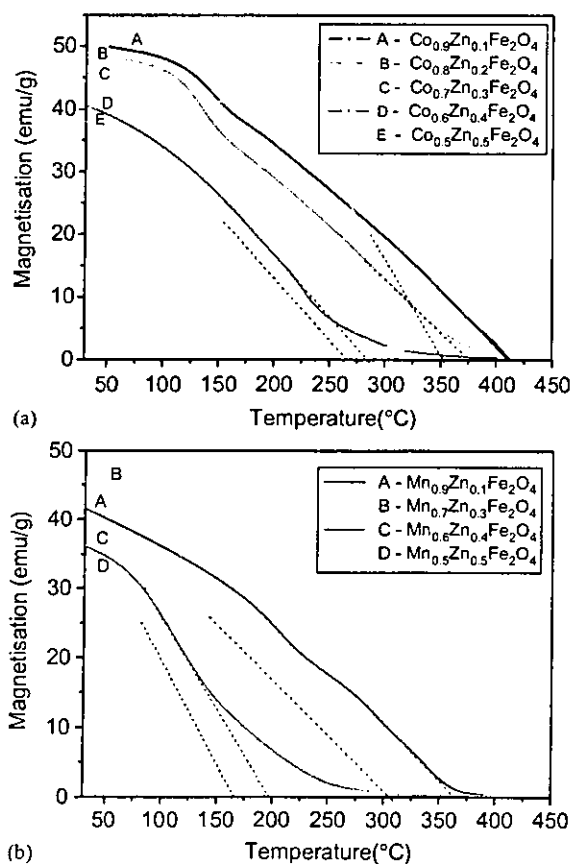 50
40
30
20
10
0
Magnetisation (emu/g)
A
B
C
D
E
A - Co0.9Zn0.1Fe2O4
B - Co0.8Zn0.2Fe2O4
C - Co0.7Zn0.3Fe2O4
D - Co0.6Zn0.4Fe2O4
E - Co0.5Zn0.5Fe2O4
50 100 150 200 250 300 350 400 450
(a)
Temperature(°C)
50
40
30
20
10
0
Magnetisation (emu/g)
B
A
C
D
A - Mn0.9Zn0.1Fe2O4
B - Mn0.7Zn0.3Fe2O4
C - Mn0.6Zn0.4Fe2O4
D - Mn0.5Zn0.5Fe2O4
50 100 150 200 250 300 350 400 450
(b)
Temperature (°C)